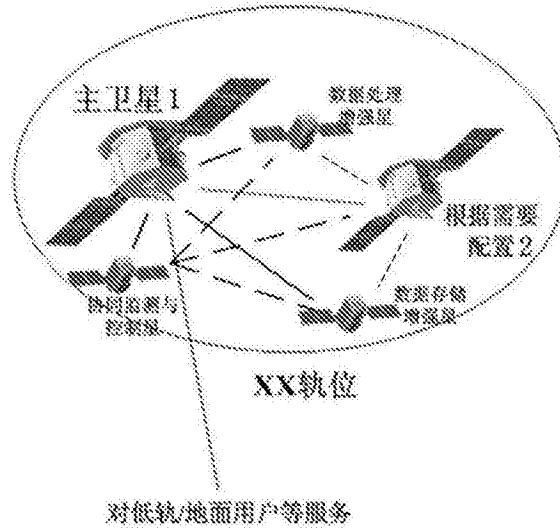 主卫星1
数据处理
增强星
根据需要
配置2
协同监测与
控制星
数据存储
增强星
XX轨位
对低轨/地面用户等服务